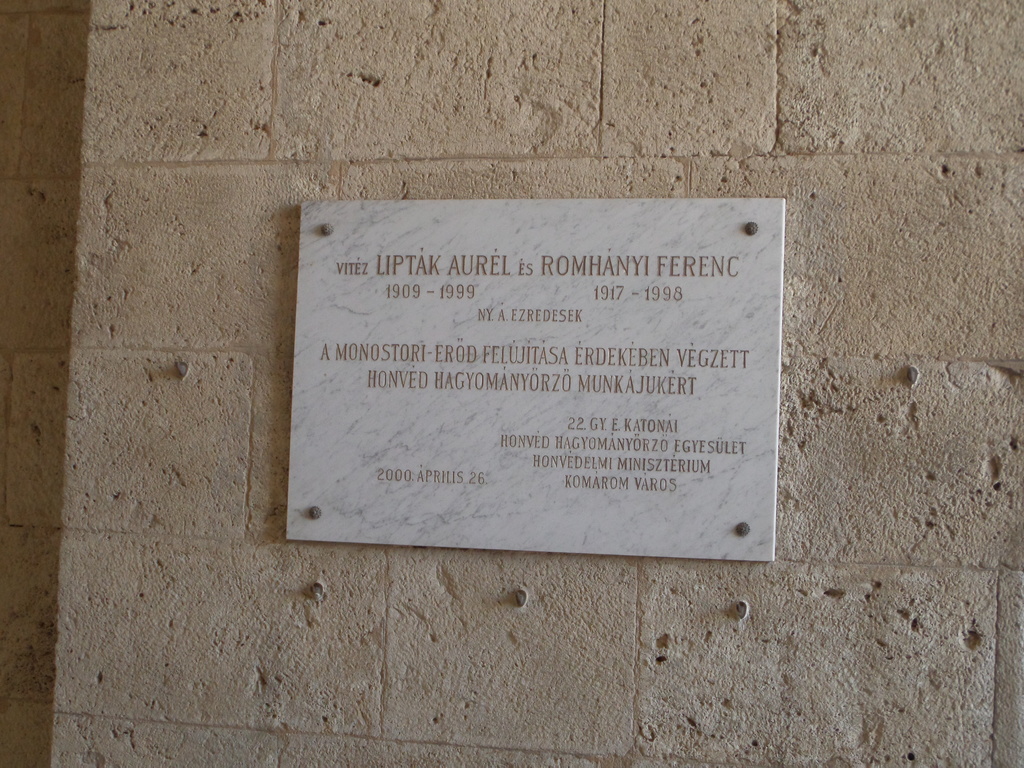 VITÉZ LIPTÁK AURÉL ÉS ROMHÁNYI FERENC
1909 - 1999 1917 - 1998
NY. Á. EZREDESEK
A MONOSTORI-ERŐD FELÚJÍTÁSA ÉRDEKÉBEN VÉGZETT
HONVÉD HAGYOMÁNYŐRZŐ MUNKÁJUKÉRT
22. GY. E. KATONÁI
HONVÉD HAGYOMÁNYŐRZŐ EGYESÜLET
HONVÉDELMI MINISZTÉRIUM
2000. ÁPRILIS 26. KOMÁROM VÁROS